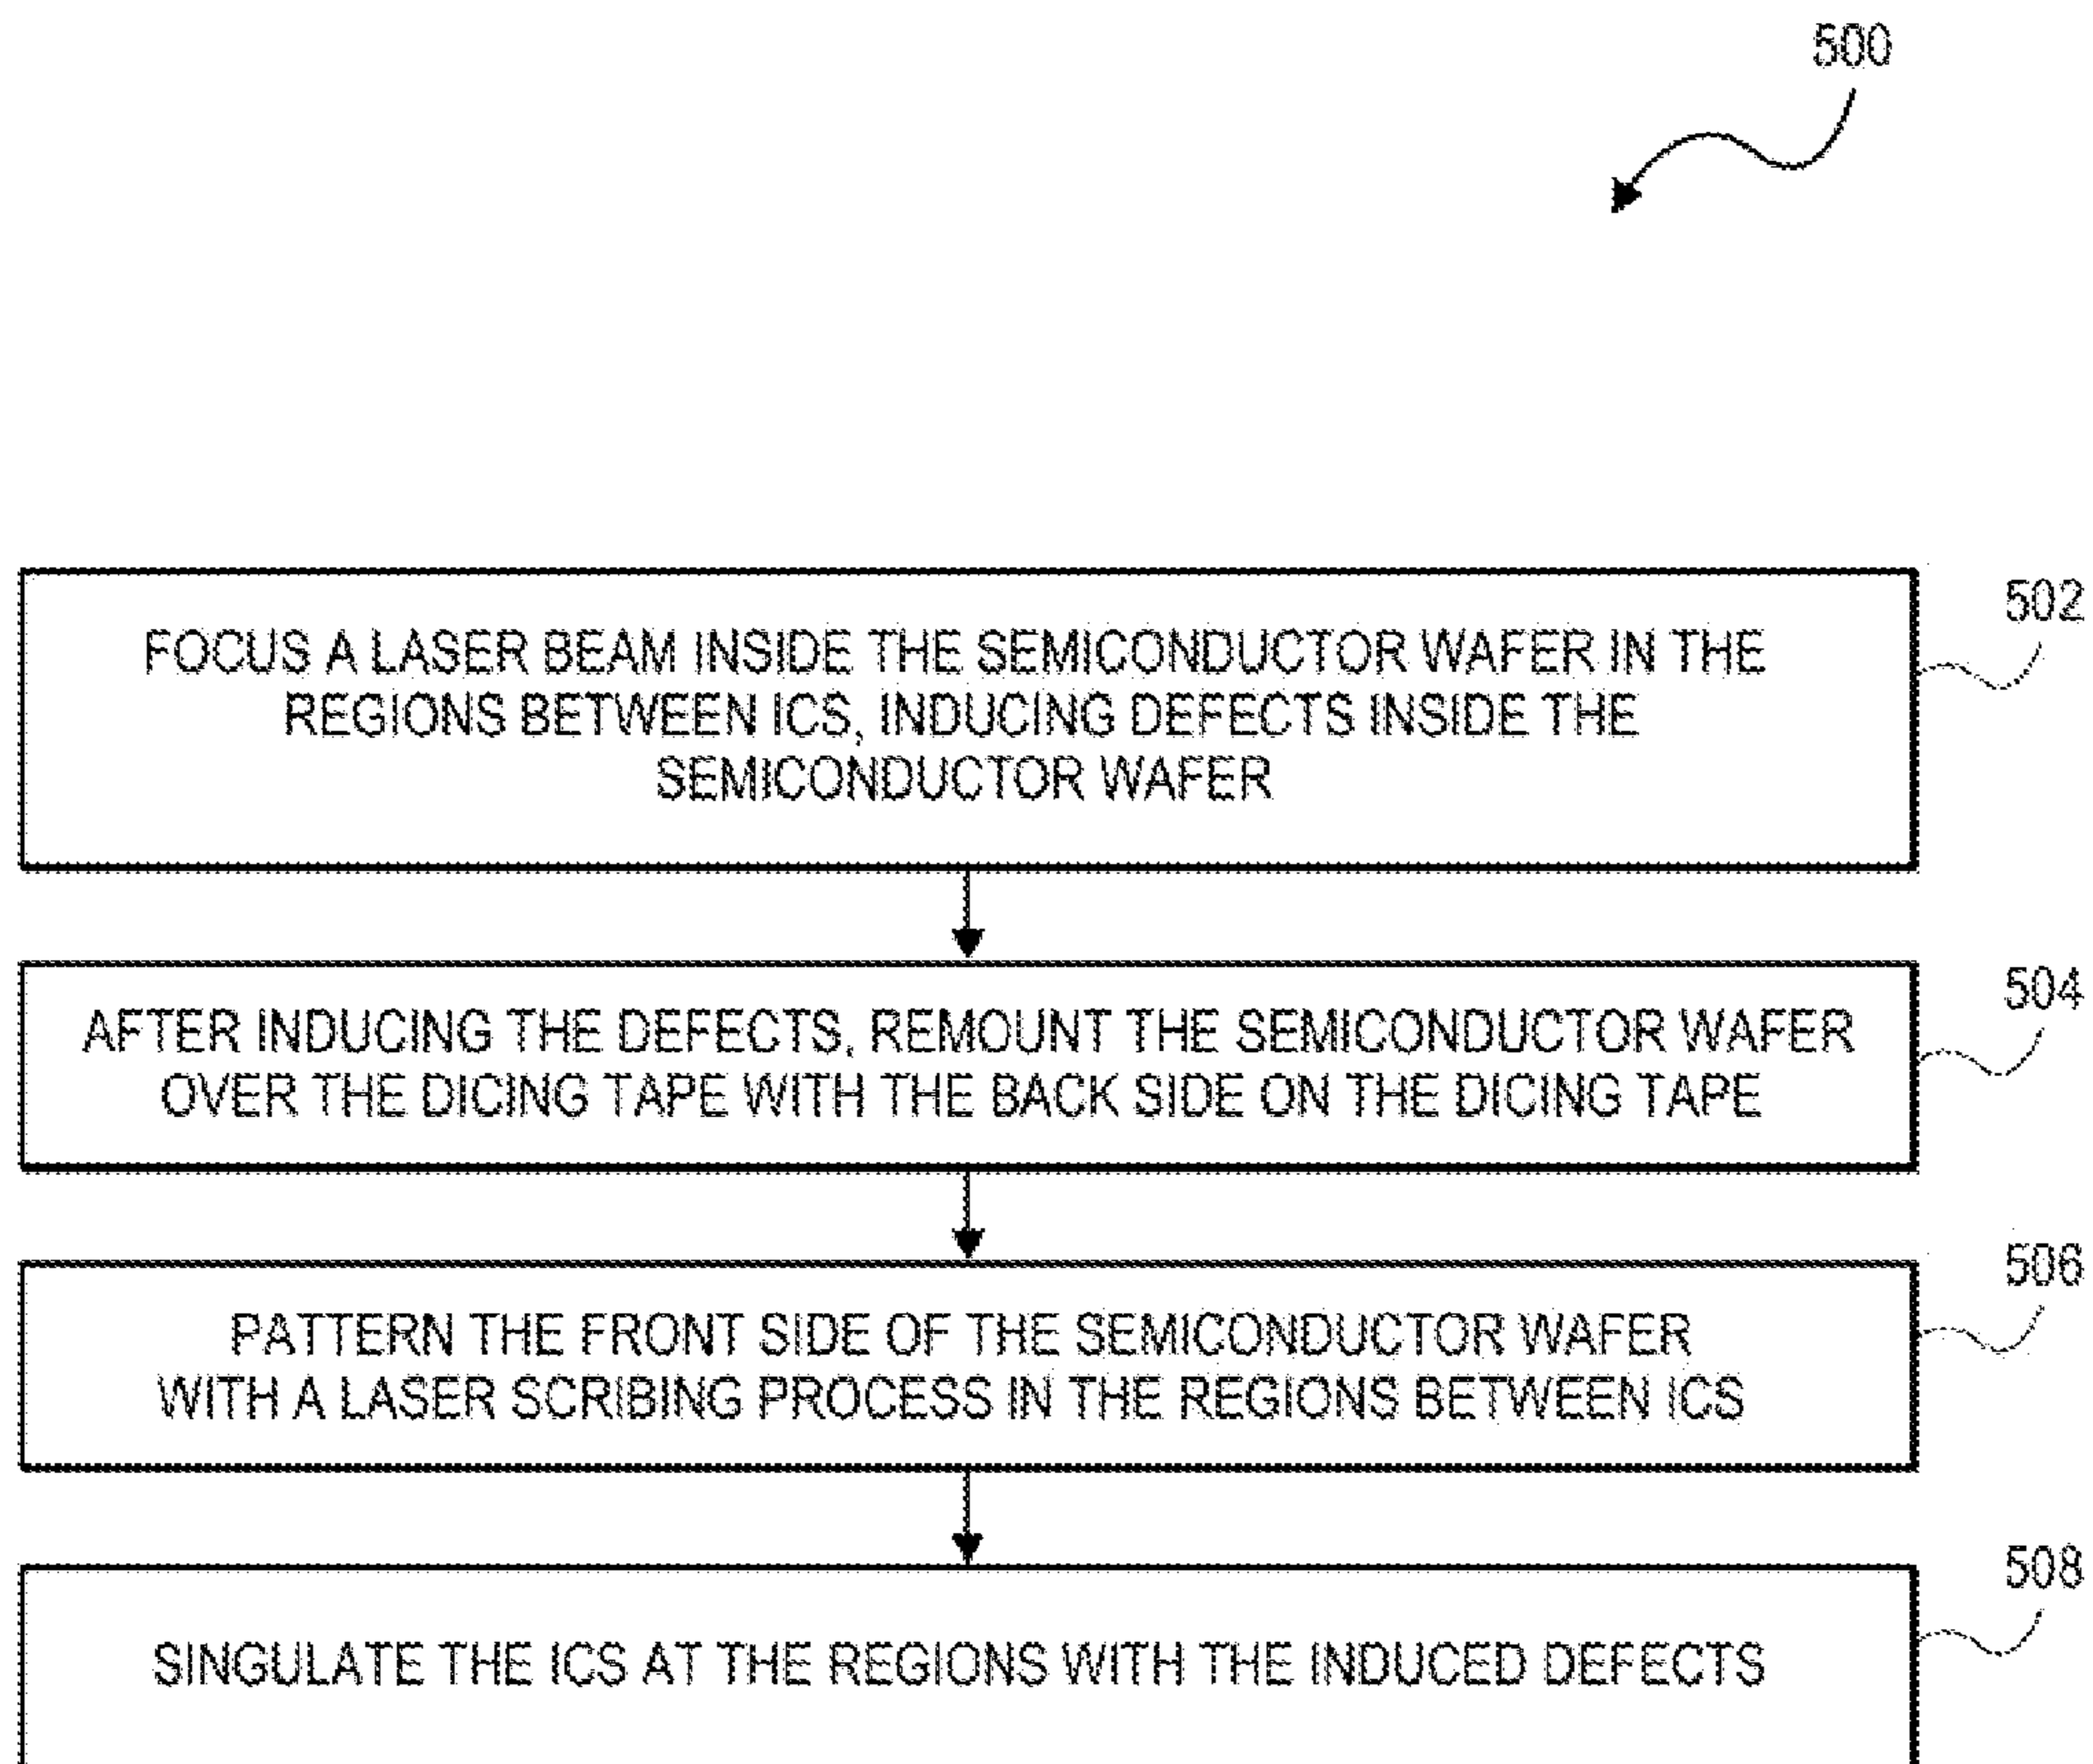 500
FOCUS A LASER BEAM INSIDE THE SEMICONDUCTOR WAFER IN THE
REGIONS BETWEEN ICS, INDUCING DEFECTS INSIDE THE
SEMICONDUCTOR WAFER
502
AFTER INDUCING THE DEFECTS, REMOUNT THE SEMICONDUCTOR WAFER
OVER THE DICING TAPE WITH THE BACK SIDE ON THE DICING TAPE
504
PATTERN THE FRONT SIDE OF THE SEMICONDUCTOR WAFER
WITH A LASER SCRIBING PROCESS IN THE REGIONS BETWEEN ICS
506
SINGULATE THE ICS AT THE REGIONS WITH THE INDUCED DEFECTS
508